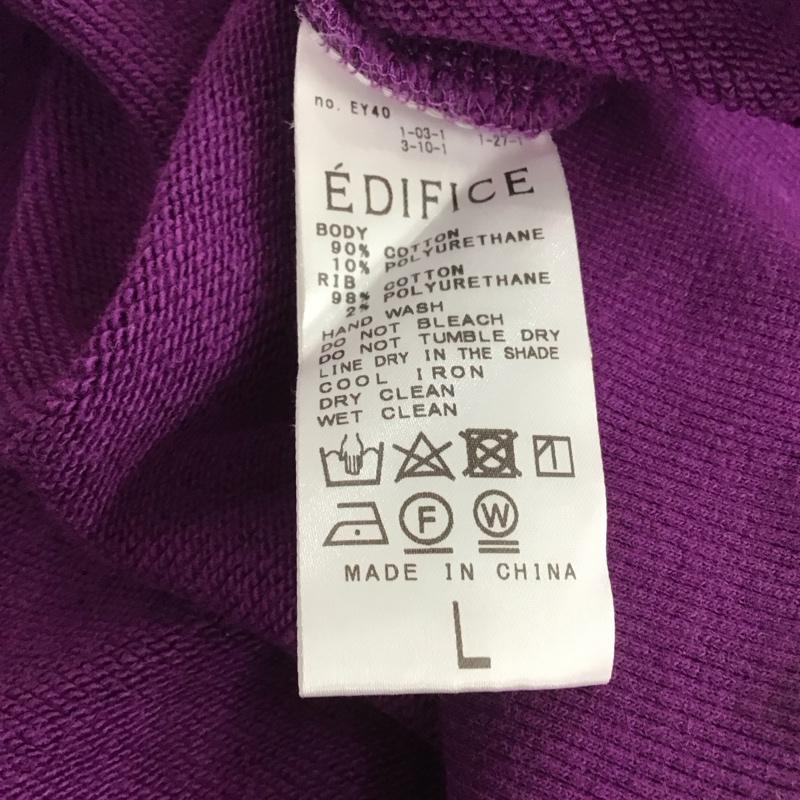 no. EY40
1-03-1 1-27-1
3-10-1
ÉDIFICE
BODY
90% COTTON
10% POLYURETHANE
RIB COTTON
98% POLYURETHANE
2%
HAND WASH
DO NOT BLEACH
DO NOT TUMBLE DRY
LINE DRY IN THE SHADE
COOL IRON
DRY CLEAN
WET CLEAN
F W
MADE IN CHINA
L